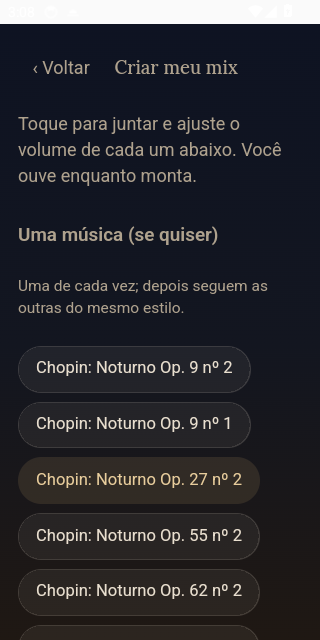 ‹ Voltar
Criar meu mix
Toque para juntar e ajuste o
volume de cada um abaixo. Você
ouve enquanto monta.
Uma música (se quiser)
Uma de cada vez; depois seguem as
outras do mesmo estilo.
Chopin: Noturno Op. 9 nº 2
Chopin: Noturno Op. 9 nº 1
Chopin: Noturno Op. 27 nº 2
Chopin: Noturno Op. 55 nº 2
Chopin: Noturno Op. 62 nº 2